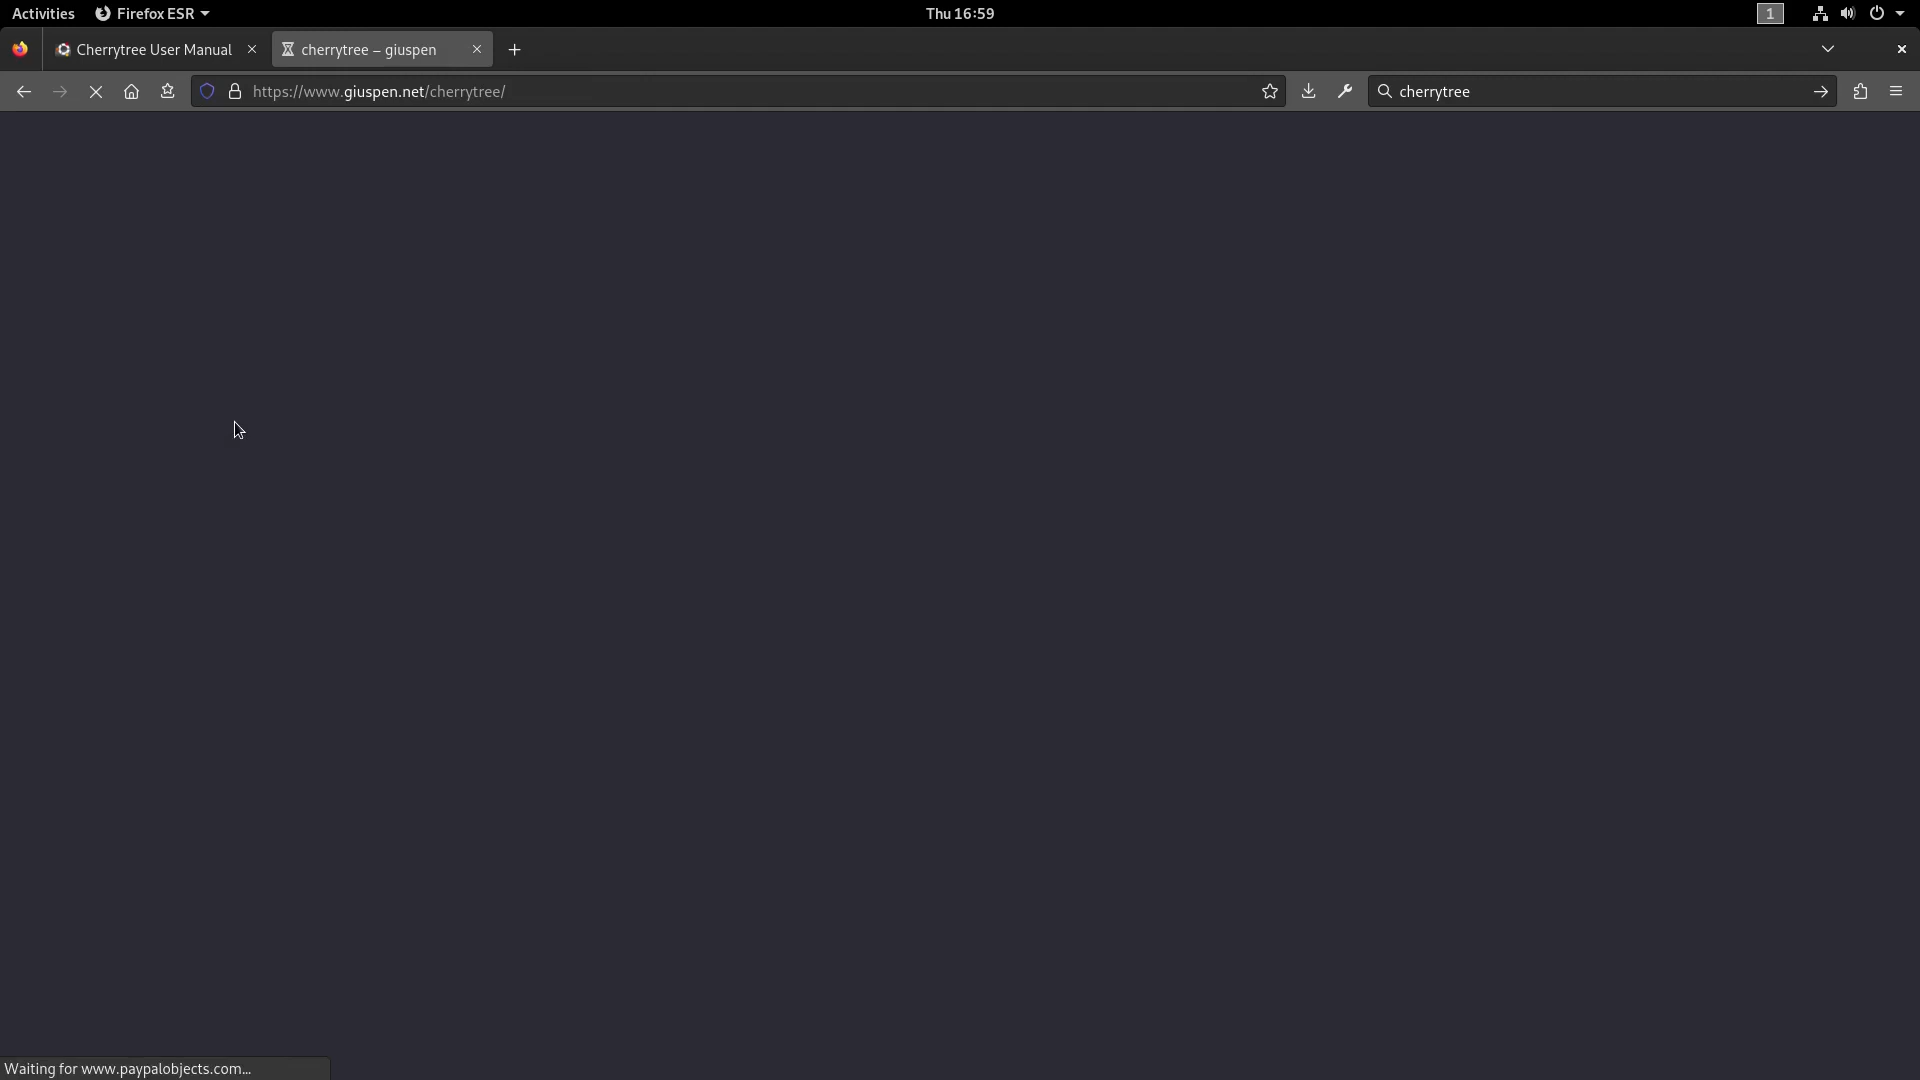 Activities Firefox ESR Thu 16:59 1
Cherrytree User Manual cherrytree – giuspen
https://www.giuspen.net/cherrytree/ cherrytree
Waiting for www.paypalobjects.com...